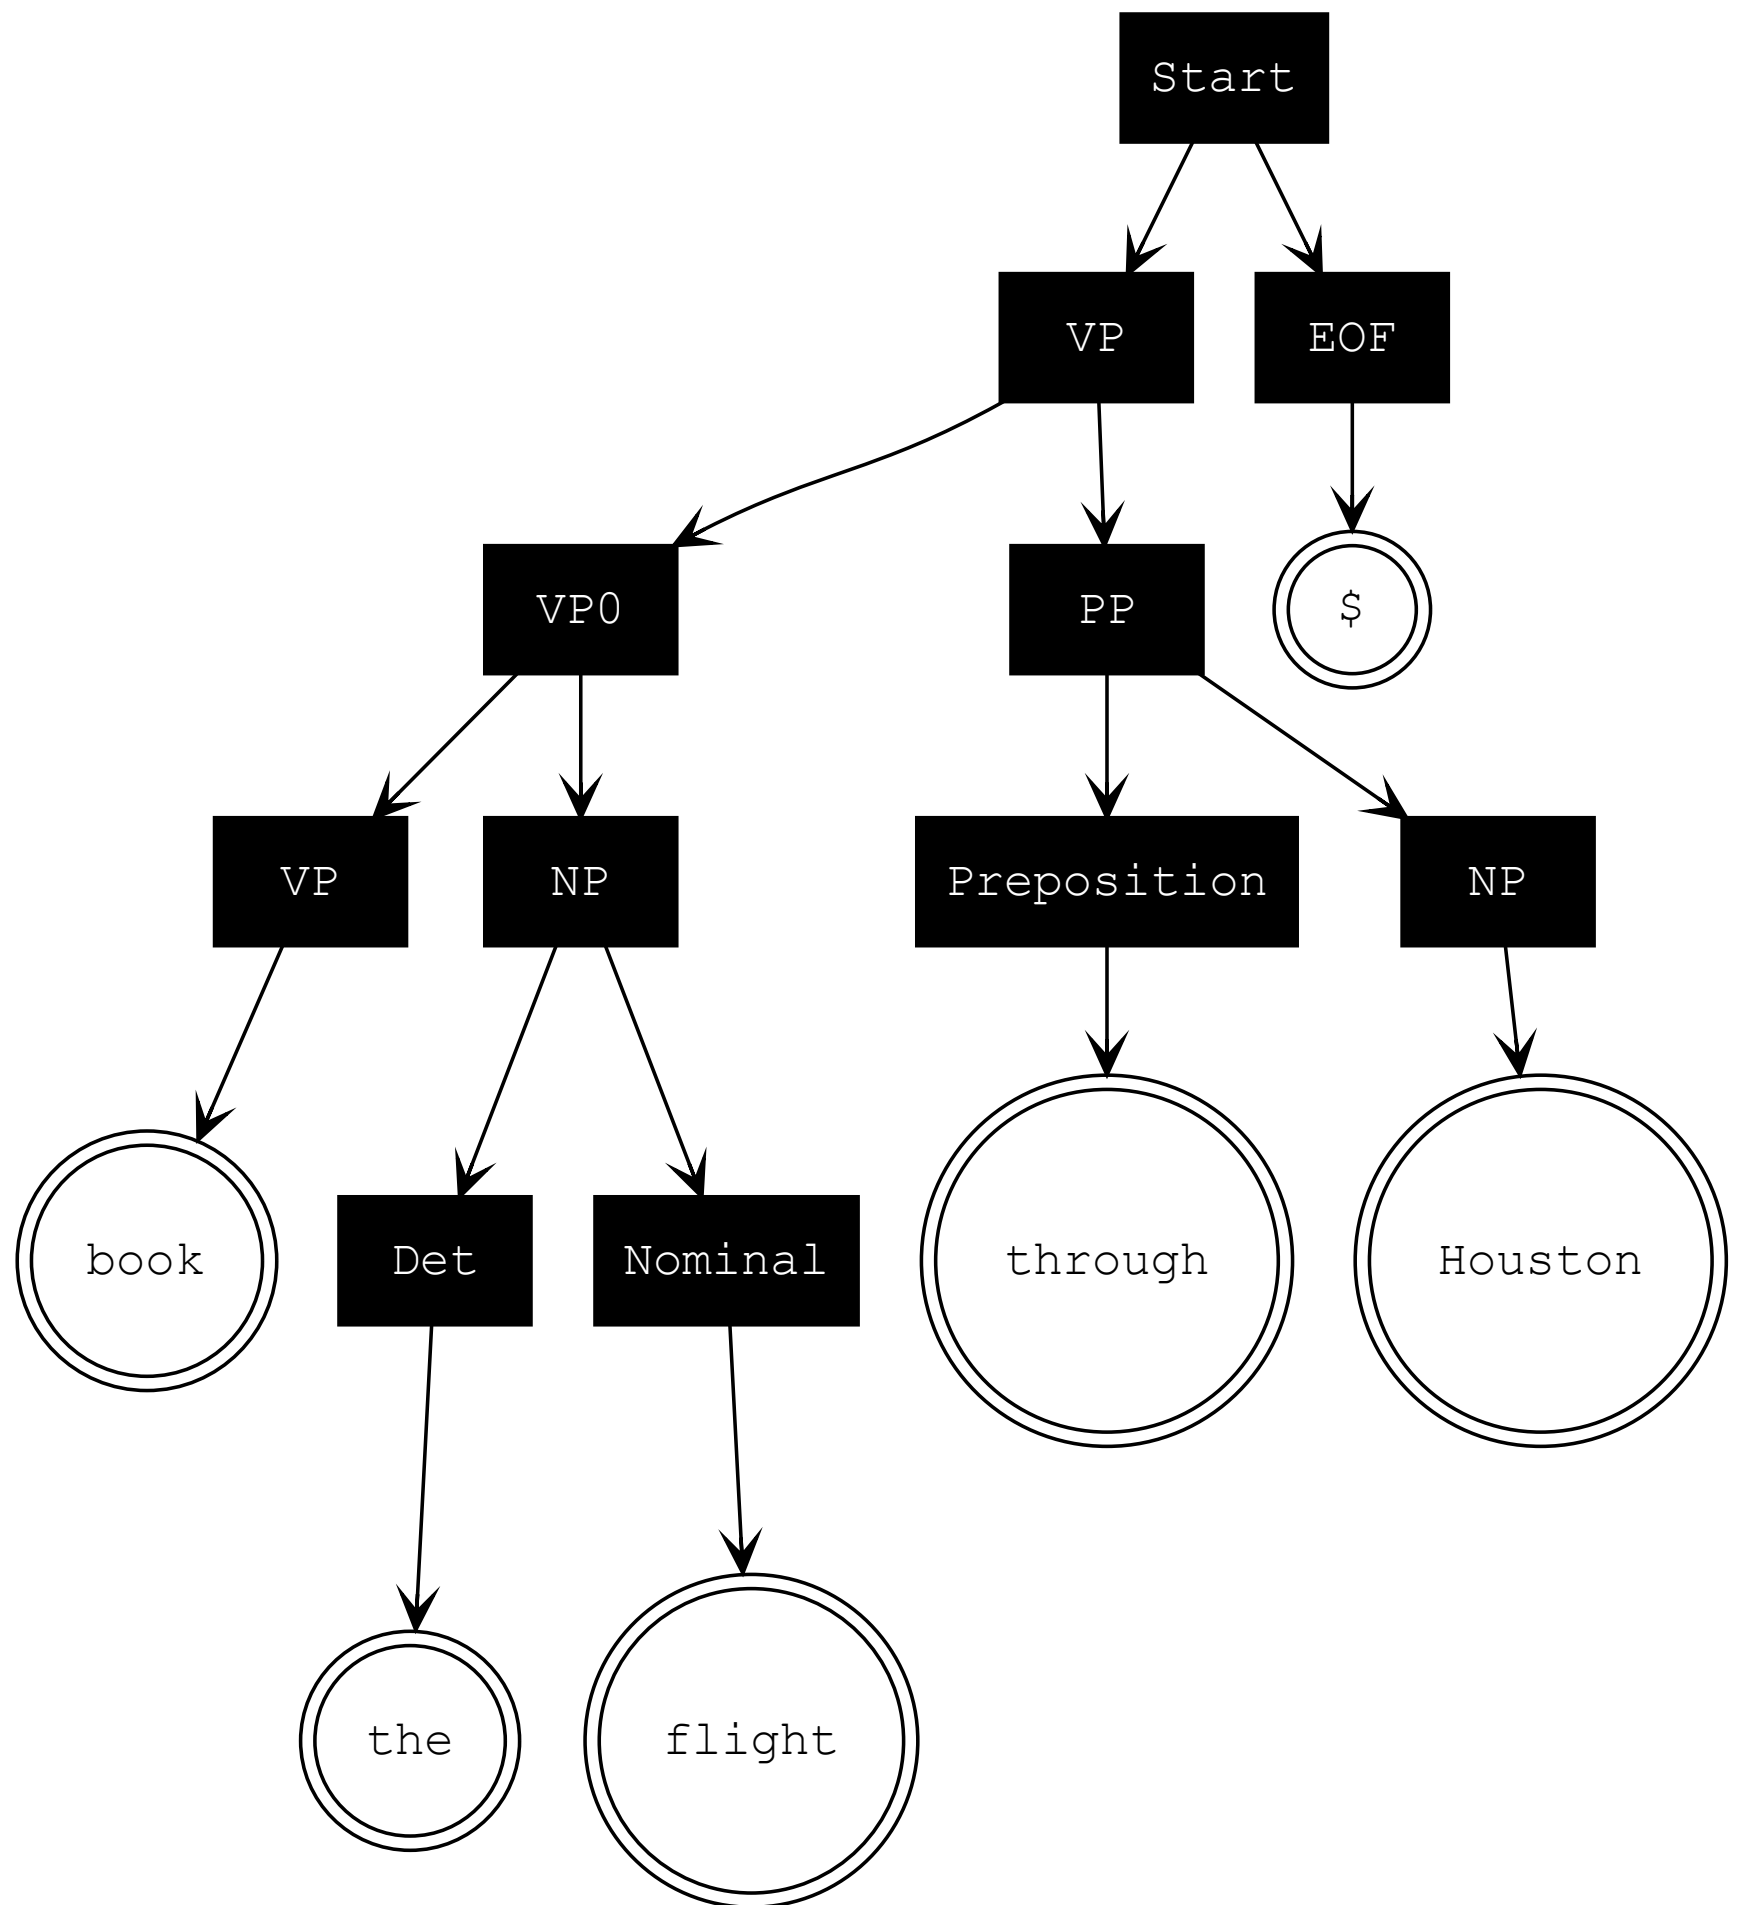 Start
VP EOF
VP0 PP $
VP NP Preposition NP
book Det Nominal through Houston
the flight